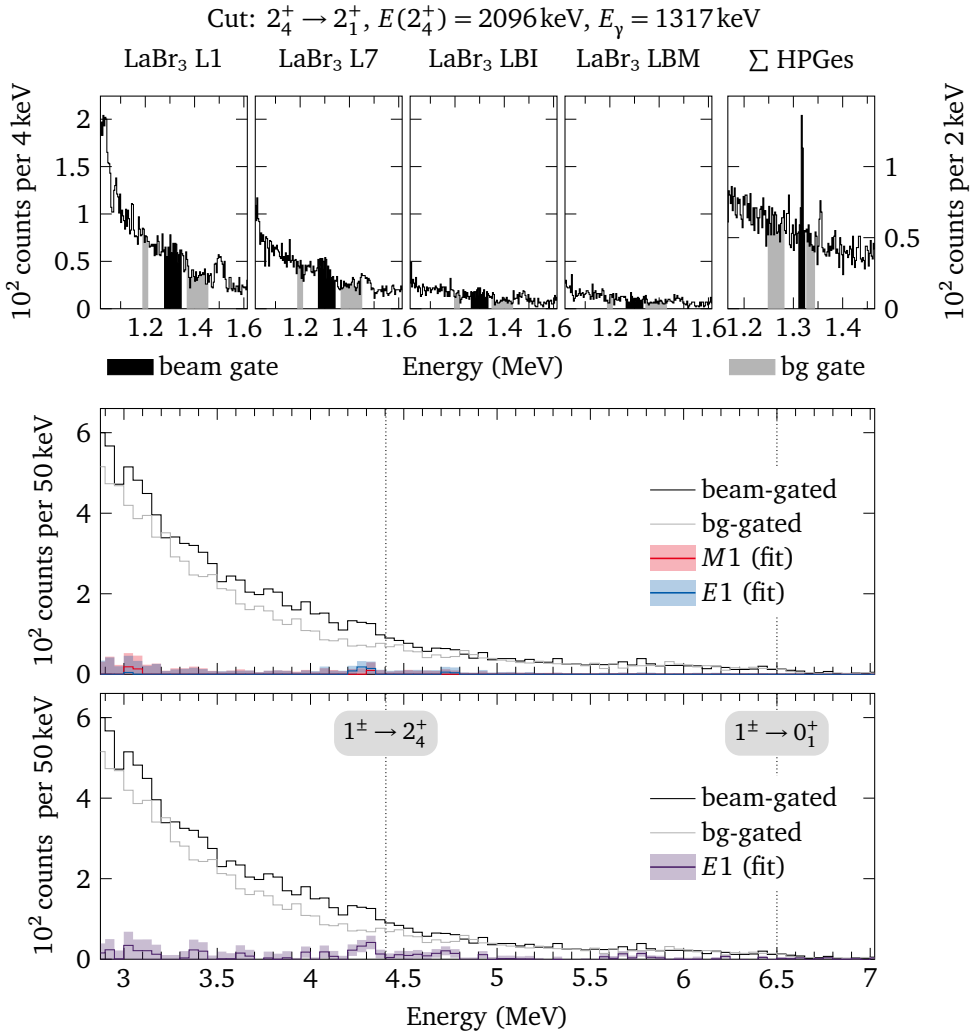 Cut: 2₄⁺ → 2₁⁺, E(2₄⁺) = 2096 keV, Eᵧ = 1317 keV
LaBr₃ L1 LaBr₃ L7 LaBr₃ LBI LaBr₃ LBM ∑ HPGes
10² counts per 4 keV
0 0.5 1 1.5 2
10² counts per 2 keV
0 0.5 1
1.2 1.4 1.6 1.2 1.4 1.6 1.2 1.4 1.6 1.2 1.4 1.6 1.2 1.3 1.4
beam gate Energy (MeV) bg gate
10² counts per 50 keV
0 2 4 6
beam-gated
bg-gated
M1 (fit)
E1 (fit)
10² counts per 50 keV
0 2 4 6
1^± → 2₄⁺ 1^± → 0₁⁺
beam-gated
bg-gated
E1 (fit)
3 3.5 4 4.5 5 5.5 6 6.5 7
Energy (MeV)